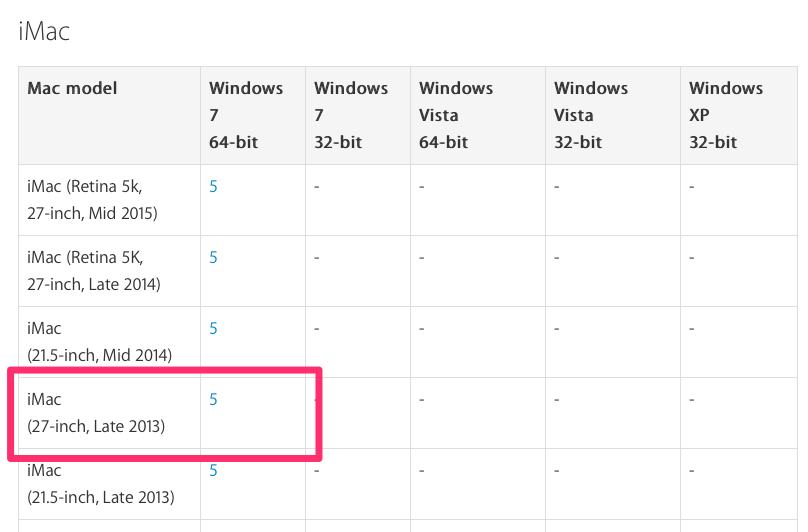 iMac
Mac model
Windows
7
64-bit
Windows
7
32-bit
Windows
Vista
64-bit
Windows
Vista
32-bit
Windows
XP
32-bit
iMac (Retina 5k,
27-inch, Mid 2015)
5
-
-
-
-
iMac (Retina 5K,
27-inch, Late 2014)
5
-
-
-
-
iMac
(21.5-inch, Mid 2014)
5
-
-
-
-
iMac
(27-inch, Late 2013)
5
-
-
-
-
iMac
(21.5-inch, Late 2013)
5
-
-
-
-